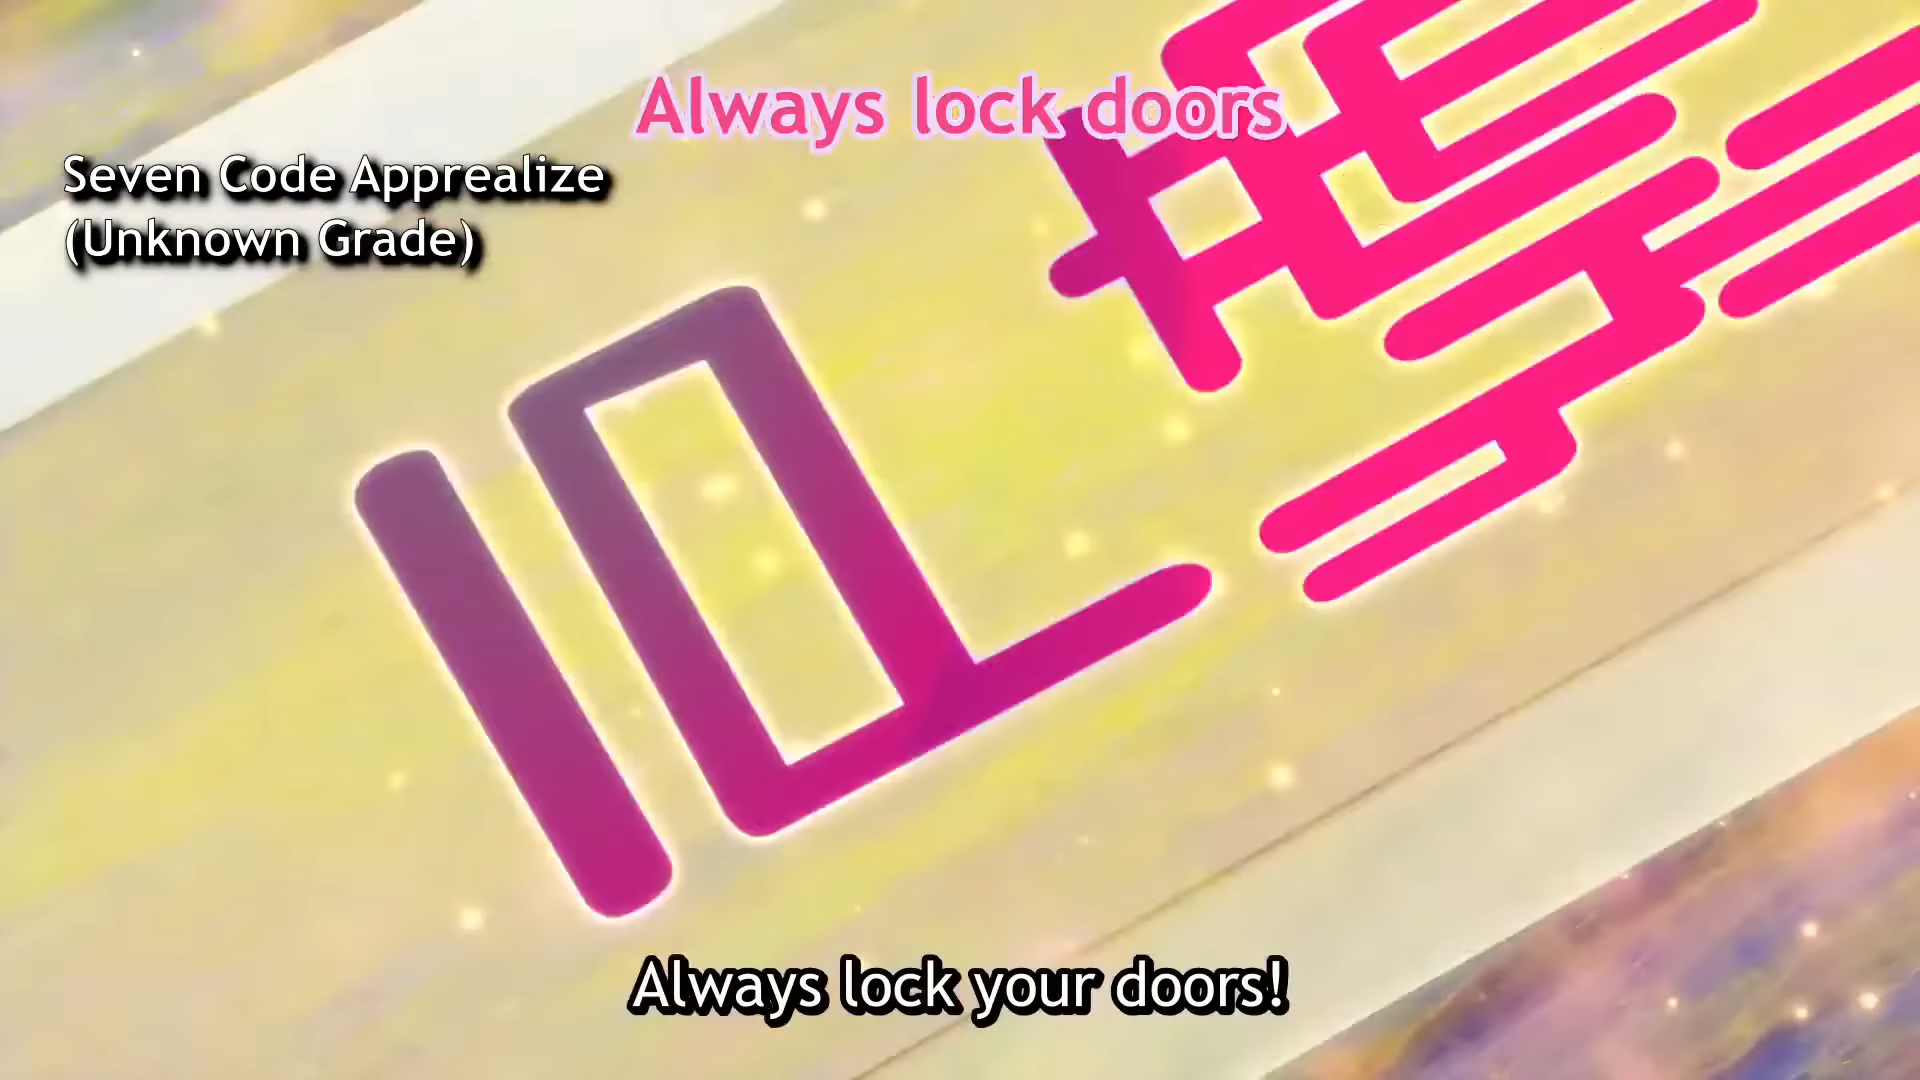 Always lock doors
Seven Code Apprealize
(Unknown Grade)
Always lock your doors!